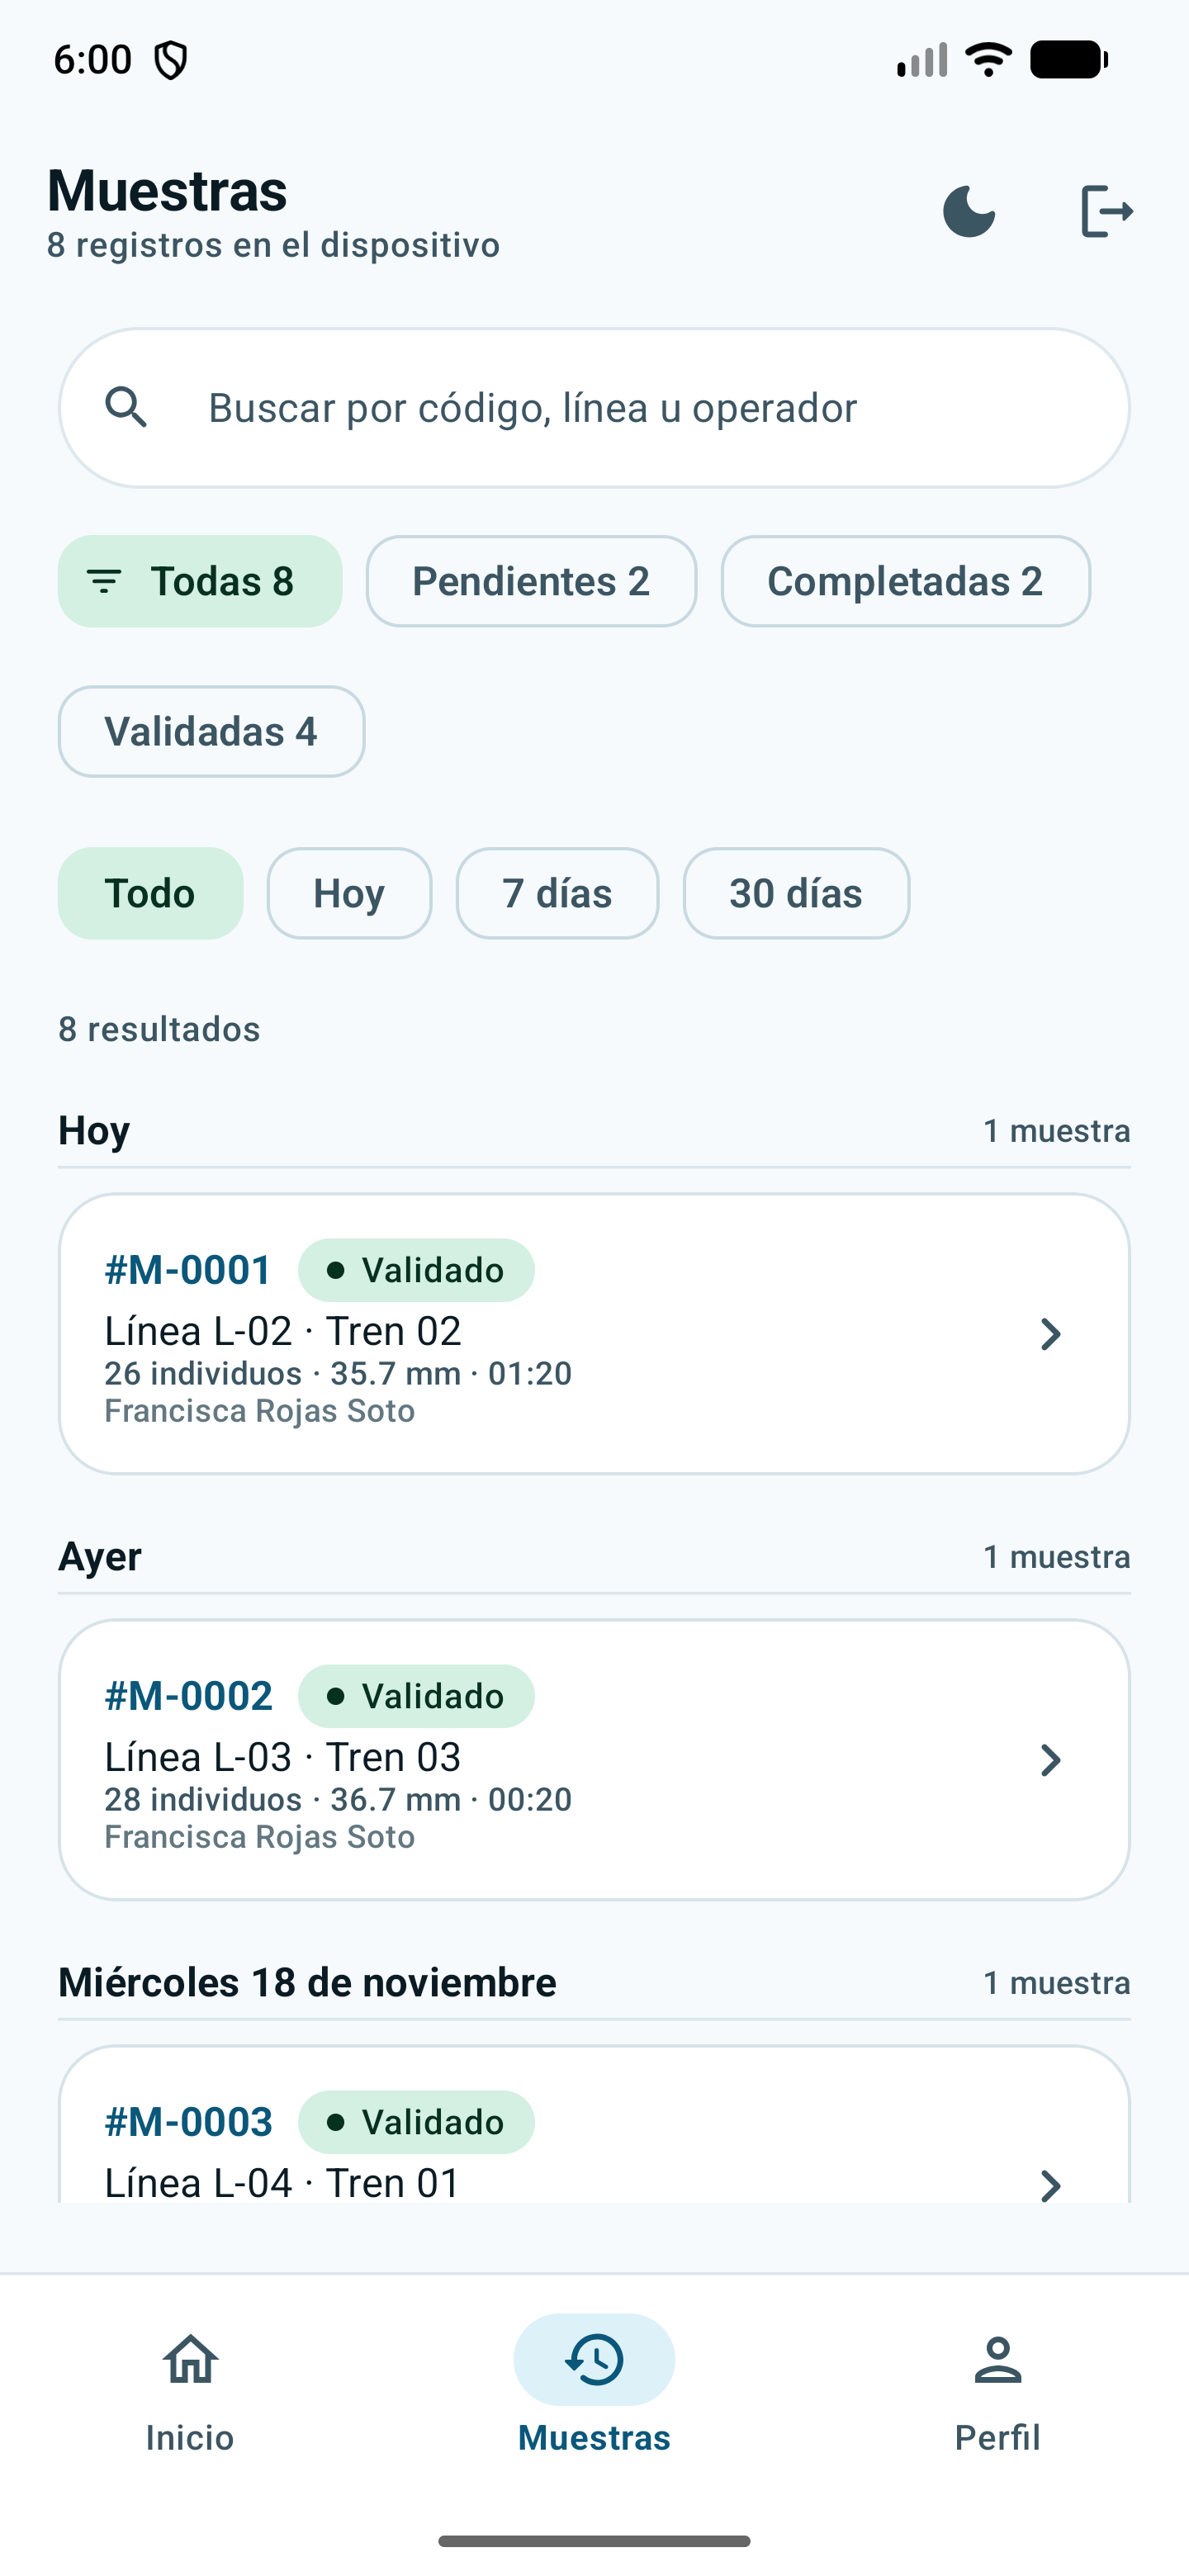 6:00
Muestras
8 registros en el dispositivo
Buscar por código, línea u operador
Todas 8
Pendientes 2
Completadas 2
Validadas 4
Todo
Hoy
7 días
30 días
8 resultados
Hoy
1 muestra
#M-0001
Validado
Línea L-02 · Tren 02
26 individuos · 35.7 mm · 01:20
Francisca Rojas Soto
Ayer
1 muestra
#M-0002
Validado
Línea L-03 · Tren 03
28 individuos · 36.7 mm · 00:20
Francisca Rojas Soto
Miércoles 18 de noviembre
1 muestra
#M-0003
Validado
Línea L-04 · Tren 01
Inicio
Muestras
Perfil